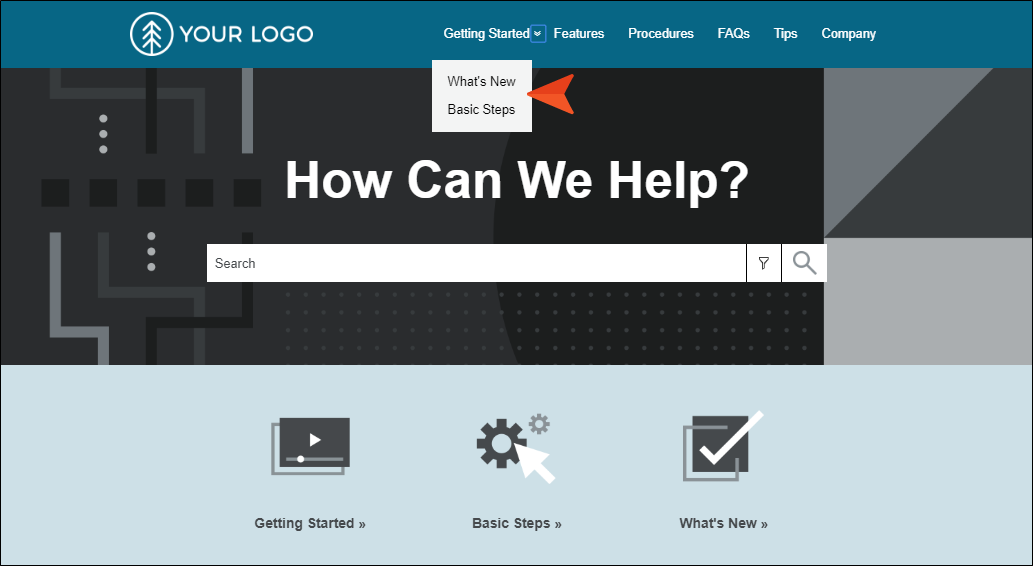 YOUR LOGO
Getting Started Features Procedures FAQs Tips Company
What's New
Basic Steps
How Can We Help?
Search
Getting Started »
Basic Steps »
What's New »